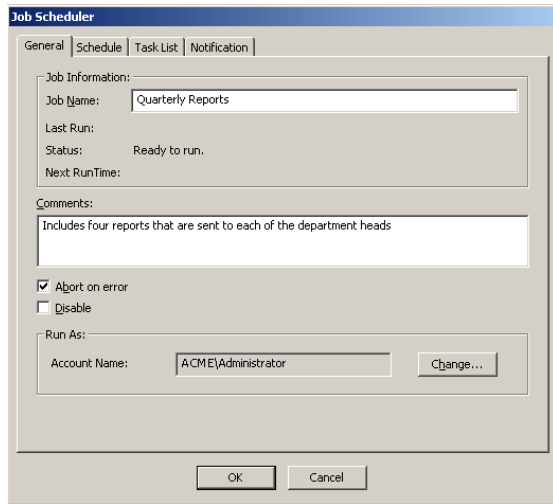 Job Scheduler
General Schedule Task List Notification
Job Information:
Job Name: Quarterly Reports
Last Run:
Status: Ready to run.
Next RunTime:
Comments:
Includes four reports that are sent to each of the department heads
Abort on error
Disable
Run As:
Account Name: ACME\Administrator Change...
OK Cancel